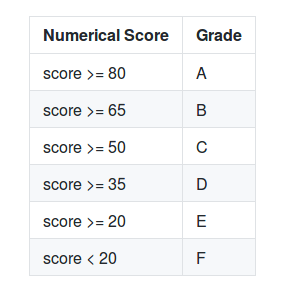 Numerical Score Grade
score >= 80 A
score >= 65 B
score >= 50 C
score >= 35 D
score >= 20 E
score < 20 F